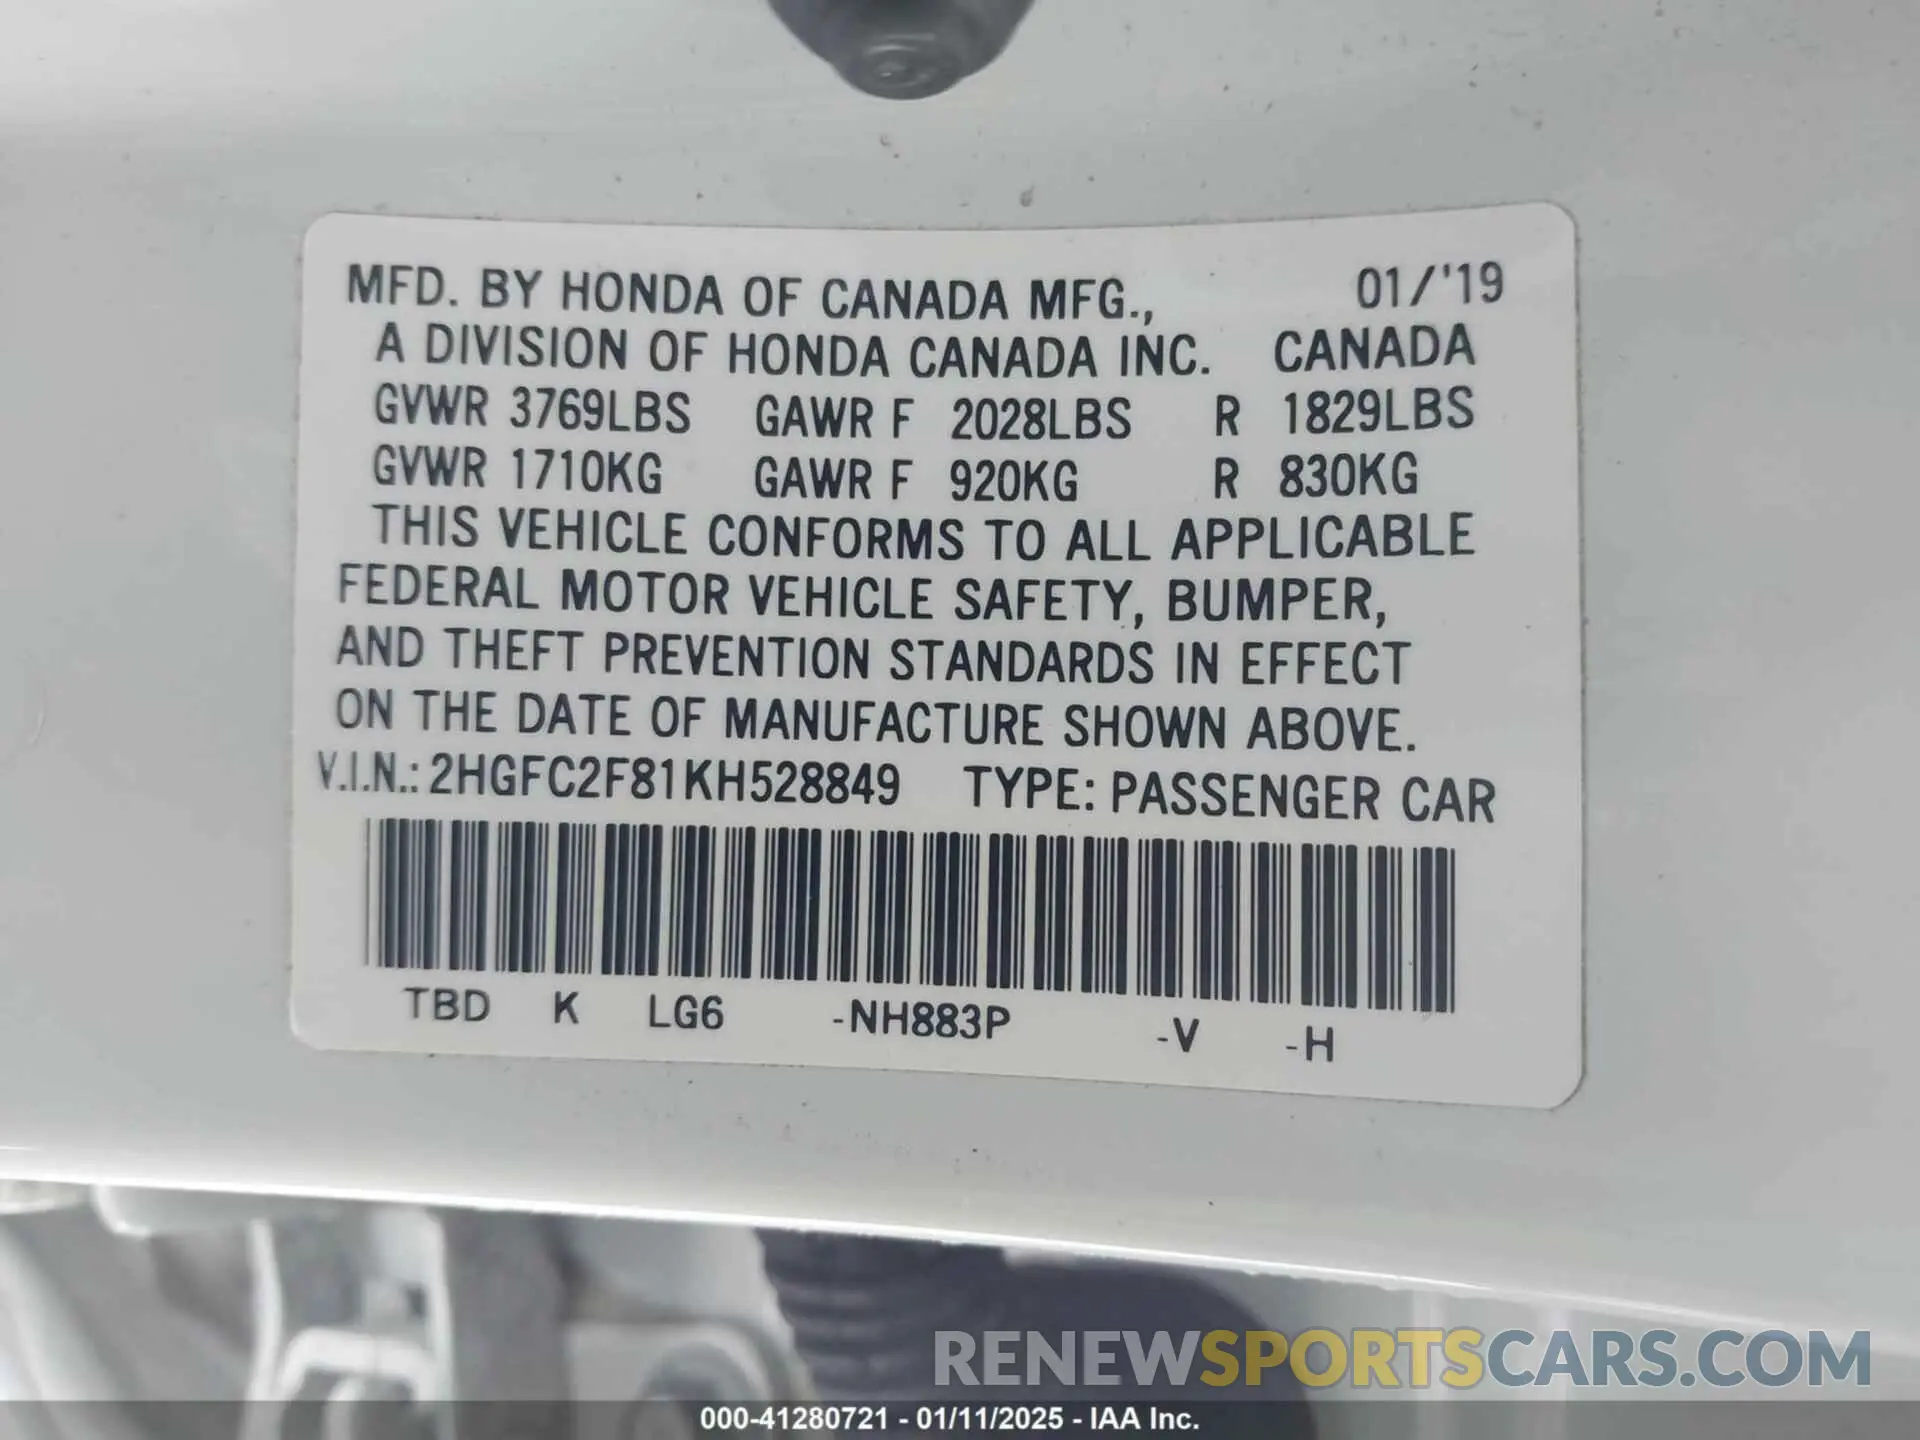 MFD. BY HONDA OF CANADA MFG., 01/'19
A DIVISION OF HONDA CANADA INC. CANADA
GVWR 3769LBS GAWR F 2028LBS R 1829LBS
GVWR 1710KG GAWR F 920KG R 830KG
THIS VEHICLE CONFORMS TO ALL APPLICABLE
FEDERAL MOTOR VEHICLE SAFETY, BUMPER,
AND THEFT PREVENTION STANDARDS IN EFFECT
ON THE DATE OF MANUFACTURE SHOWN ABOVE.
V.I.N.: 2HGFC2F81KH528849 TYPE: PASSENGER CAR
TBD K LG6 -NH883P -V -H
RENEWSPORTSCARS.COM
000-41280721 - 01/11/2025 - IAA Inc.